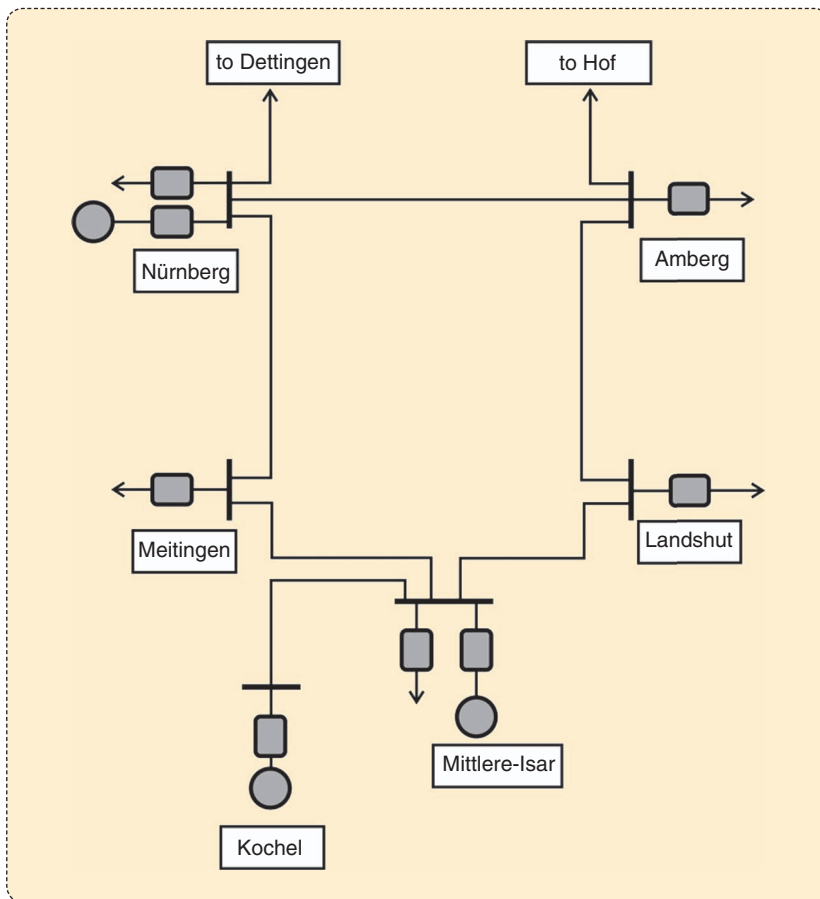 to Dettingen
to Hof
Nürnberg
Amberg
Meitingen
Landshut
Mittlere-Isar
Kochel